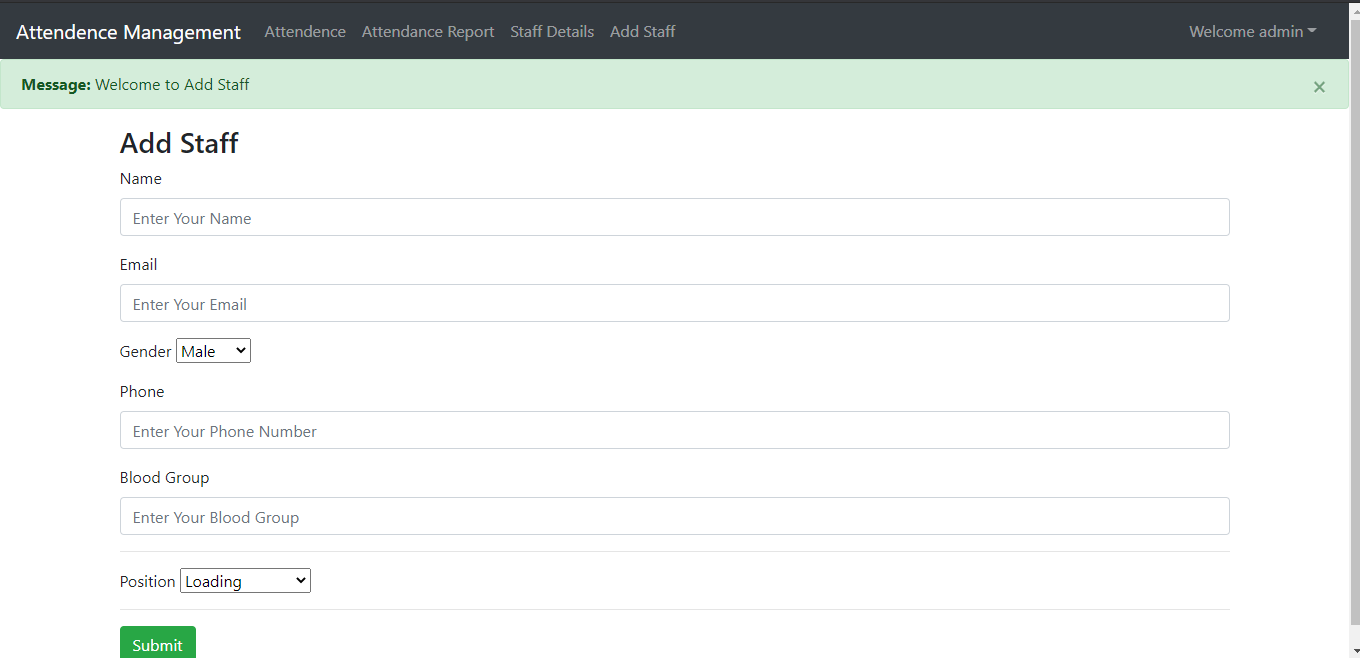 Attendence Management Attendence Attendance Report Staff Details Add Staff Welcome admin
Message: Welcome to Add Staff ×
Add Staff
Name
Enter Your Name
Email
Enter Your Email
Gender Male
Phone
Enter Your Phone Number
Blood Group
Enter Your Blood Group
Position Loading
Submit